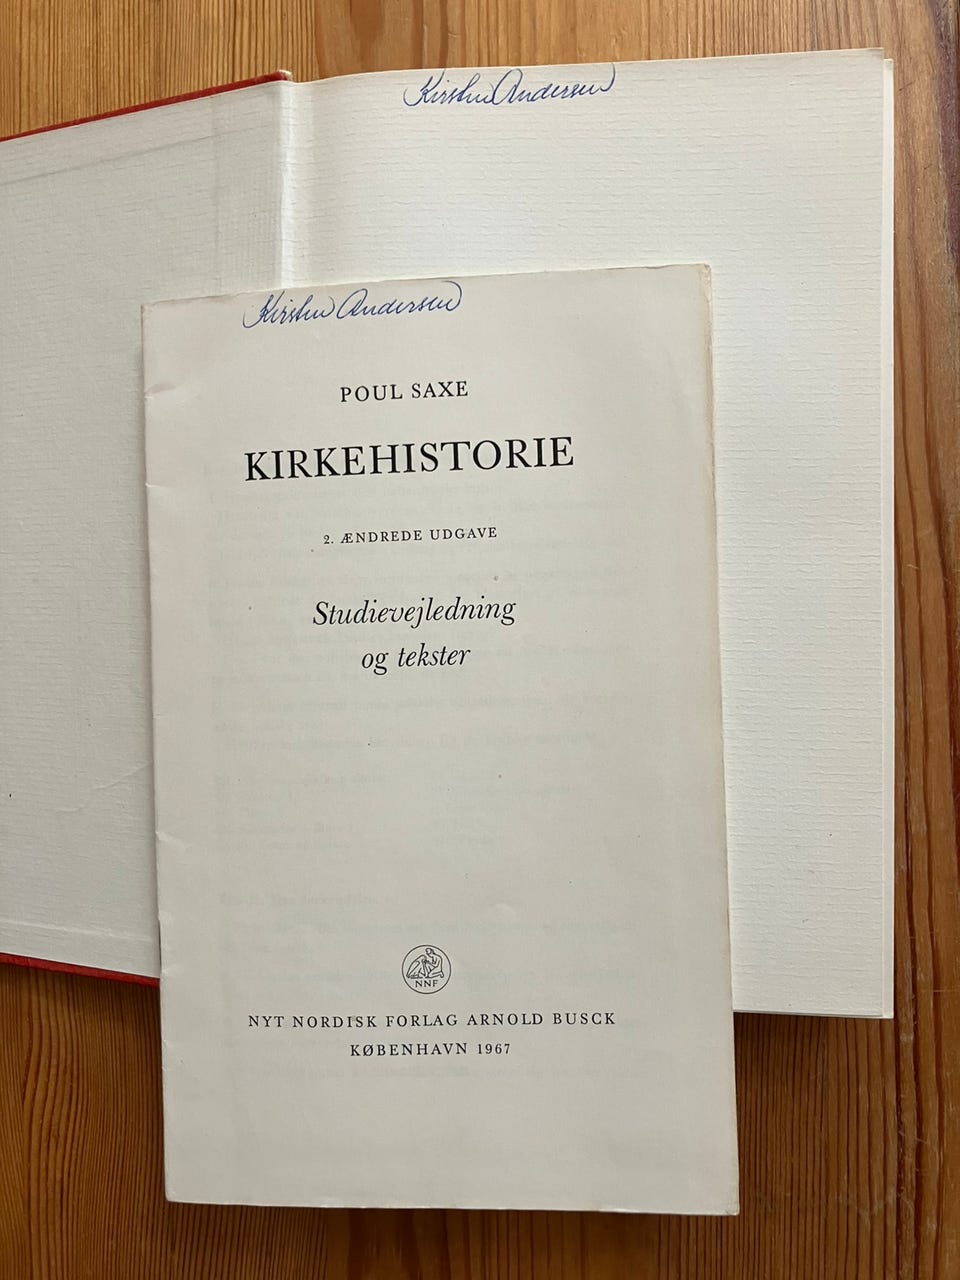 Kirsten Andersen
Kirsten Andersen
POUL SAXE
KIRKEHISTORIE
2. ÆNDREDE UDGAVE
Studievejledning
og tekster
NNF
NYT NORDISK FORLAG ARNOLD BUSCK
KØBENHAVN 1967